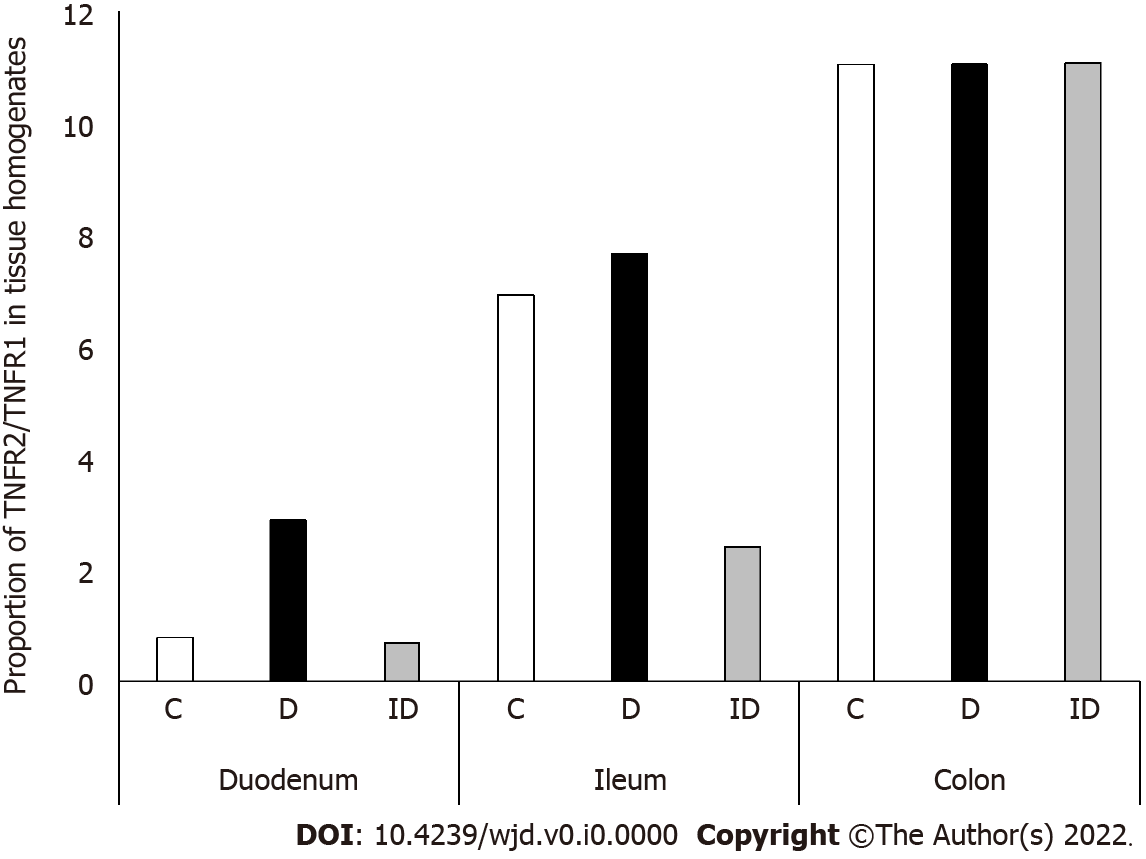 Proportion of TNFR2/TNFR1 in tissue homogenates
12
10
8
6
4
2
0
C D ID C D ID C D ID
Duodenum Ileum Colon
DOI: 10.4239/wjd.v0.i0.0000 Copyright ©The Author(s) 2022.